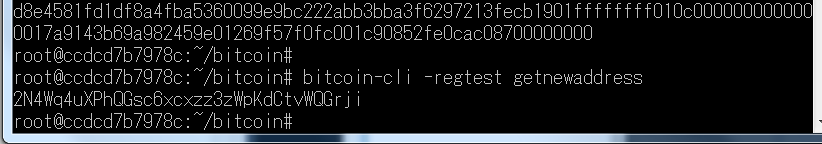 d8e4581fd1df8a4fba5360099e9bc222abb3bba3f6297213fecb1901ffffffff010c000000000000
0017a9143b69a982459e01269f57f0fc001c90852fe0cac08700000000
root@ccdcd7b7978c:~/bitcoin#
root@ccdcd7b7978c:~/bitcoin# bitcoin-cli -regtest getnewaddress
2N4Wq4uXPhQGsc6xcxzz3zWpKdCtvWQGrji
root@ccdcd7b7978c:~/bitcoin#